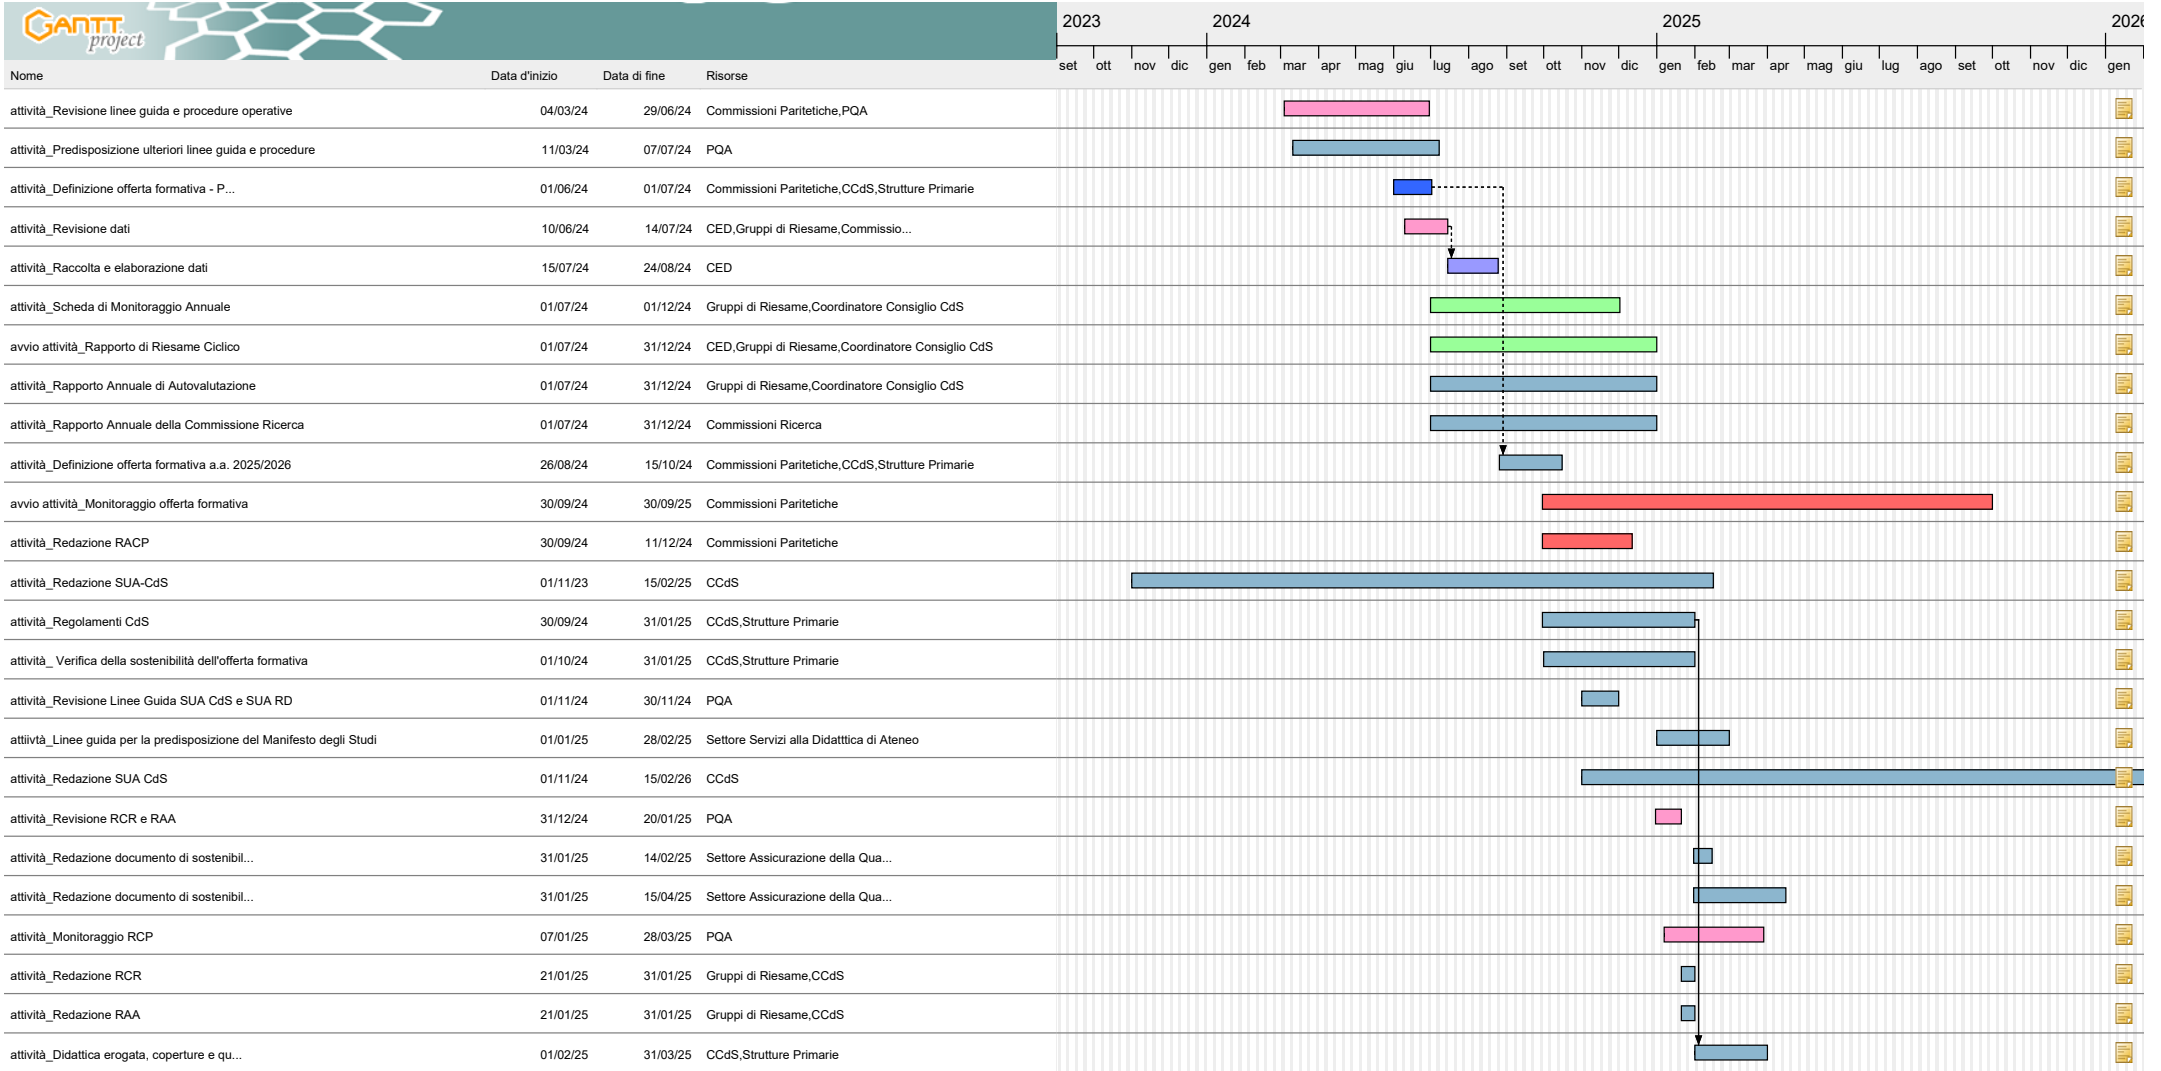 GANTT
project
2023 2024 2025 2026
set ott nov dic gen feb mar apr mag giu lug ago set ott nov dic gen feb mar apr mag giu lug ago set ott nov dic gen
Nome Data d'inizio Data di fine Risorse
attività_Revisione linee guida e procedure operative 04/03/24 29/06/24 Commissioni Paritetiche,PQA
attività_Predisposizione ulteriori linee guida e procedure 11/03/24 07/07/24 PQA
attività_Definizione offerta formativa - P... 01/06/24 01/07/24 Commissioni Paritetiche,CCdS,Strutture Primarie
attività_Revisione dati 10/06/24 14/07/24 CED,Gruppi di Riesame,Commissio...
attività_Raccolta e elaborazione dati 15/07/24 24/08/24 CED
attività_Scheda di Monitoraggio Annuale 01/07/24 01/12/24 Gruppi di Riesame,Coordinatore Consiglio CdS
avvio attività_Rapporto di Riesame Ciclico 01/07/24 31/12/24 CED,Gruppi di Riesame,Coordinatore Consiglio CdS
attività_Rapporto Annuale di Autovalutazione 01/07/24 31/12/24 Gruppi di Riesame,Coordinatore Consiglio CdS
attività_Rapporto Annuale della Commissione Ricerca 01/07/24 31/12/24 Commissioni Ricerca
attività_Definizione offerta formativa a.a. 2025/2026 26/08/24 15/10/24 Commissioni Paritetiche,CCdS,Strutture Primarie
avvio attività_Monitoraggio offerta formativa 30/09/24 30/09/25 Commissioni Paritetiche
attività_Redazione RACP 30/09/24 11/12/24 Commissioni Paritetiche
attività_Redazione SUA-CdS 01/11/23 15/02/25 CCdS
attività_Regolamenti CdS 30/09/24 31/01/25 CCdS,Strutture Primarie
attività_ Verifica della sostenibilità dell'offerta formativa 01/10/24 31/01/25 CCdS,Strutture Primarie
attività_Revisione Linee Guida SUA CdS e SUA RD 01/11/24 30/11/24 PQA
attiivtà_Linee guida per la predisposizione del Manifesto degli Studi 01/01/25 28/02/25 Settore Servizi alla Didatttica di Ateneo
attività_Redazione SUA CdS 01/11/24 15/02/26 CCdS
attività_Revisione RCR e RAA 31/12/24 20/01/25 PQA
attività_Redazione documento di sostenibil... 31/01/25 14/02/25 Settore Assicurazione della Qua...
attività_Redazione documento di sostenibil... 31/01/25 15/04/25 Settore Assicurazione della Qua...
attività_Monitoraggio RCP 07/01/25 28/03/25 PQA
attività_Redazione RCR 21/01/25 31/01/25 Gruppi di Riesame,CCdS
attività_Redazione RAA 21/01/25 31/01/25 Gruppi di Riesame,CCdS
attività_Didattica erogata, coperture e qu... 01/02/25 31/03/25 CCdS,Strutture Primarie